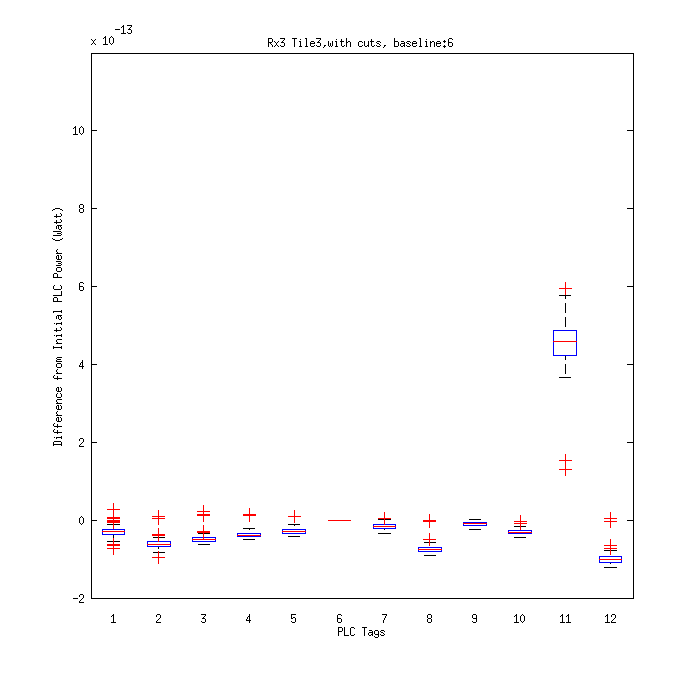 x 10-13
Rx3 Tile3,with cuts, baseline:6
10
8
6
4
2
0
-2
Difference from Initial PLC Power (Watt)
1 2 3 4 5 6 7 8 9 10 11 12
PLC Tags